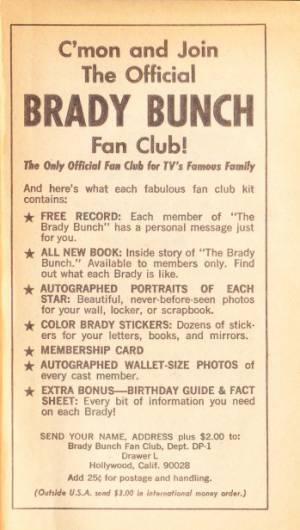 C'mon and Join
The Official
BRADY BUNCH
Fan Club!
The Only Official Fan Club for TV's Famous Family
And here's what each fabulous fan club kit
contains:
★ FREE RECORD: Each member of "The
Brady Bunch" has a personal message just
for you.
★ ALL NEW BOOK: Inside story of "The Brady
Bunch." Available to members only. Find
out what each Brady is like.
★ AUTOGRAPHED PORTRAITS OF EACH
STAR: Beautiful, never-before-seen photos
for your wall, locker, or scrapbook.
★ COLOR BRADY STICKERS: Dozens of stick-
ers for your letters, books, and mirrors.
★ MEMBERSHIP CARD
★ AUTOGRAPHED WALLET-SIZE PHOTOS of
every cast member.
★ EXTRA BONUS—BIRTHDAY GUIDE & FACT
SHEET: Every bit of information you need
on each Brady!
SEND YOUR NAME, ADDRESS plus $2.00 to:
Brady Bunch Fan Club, Dept. DP-1
Drawer L
Hollywood, Calif. 90028
Add 25¢ for postage and handling.
(Outside U.S.A. send $3.00 in international money order.)